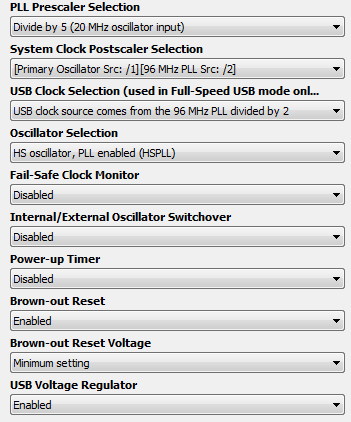 PLL Prescaler Selection
Divide by 5 (20 MHz oscillator input)
System Clock Postscaler Selection
[Primary Oscillator Src: /1][96 MHz PLL Src: /2]
USB Clock Selection (used in Full-Speed USB mode onl...
USB clock source comes from the 96 MHz PLL divided by 2
Oscillator Selection
HS oscillator, PLL enabled (HSPLL)
Fail-Safe Clock Monitor
Disabled
Internal/External Oscillator Switchover
Disabled
Power-up Timer
Disabled
Brown-out Reset
Enabled
Brown-out Reset Voltage
Minimum setting
USB Voltage Regulator
Enabled